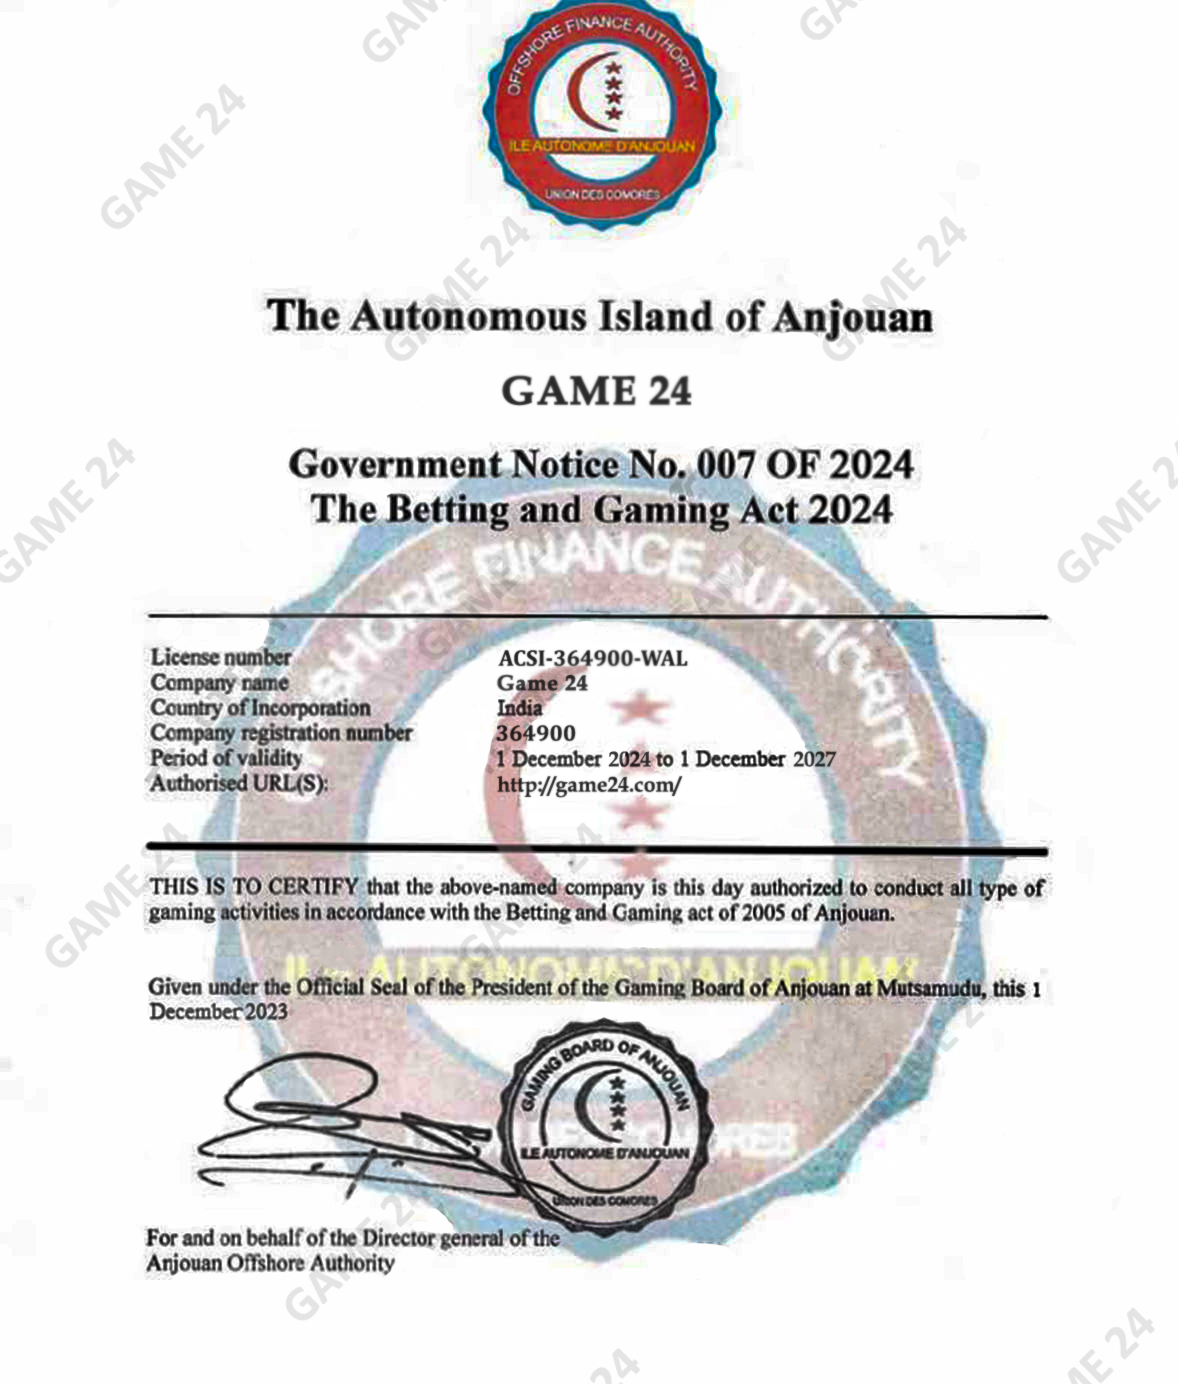 OFFSHORE FINANCE AUTHORITY
ILE AUTONOME D'ANJOUAN
UNION DES COMORES
The Autonomous Island of Anjouan
GAME 24
Government Notice No. 007 OF 2024
The Betting and Gaming Act 2024
License number ACSI-364900-WAL
Company name Game 24
Country of Incorporation India
Company registration number 364900
Period of validity 1 December 2024 to 1 December 2027
Authorised URL(S): http://game24.com/
THIS IS TO CERTIFY that the above-named company is this day authorized to conduct all type of
gaming activities in accordance with the Betting and Gaming act of 2005 of Anjouan.
Given under the Official Seal of the President of the Gaming Board of Anjouan at Mutsamudu, this 1
December 2023
GAMING BOARD OF ANJOUAN
ILE AUTONOME D'ANJOUAN
UNION DES COMORES
For and on behalf of the Director general of the
Anjouan Offshore Authority